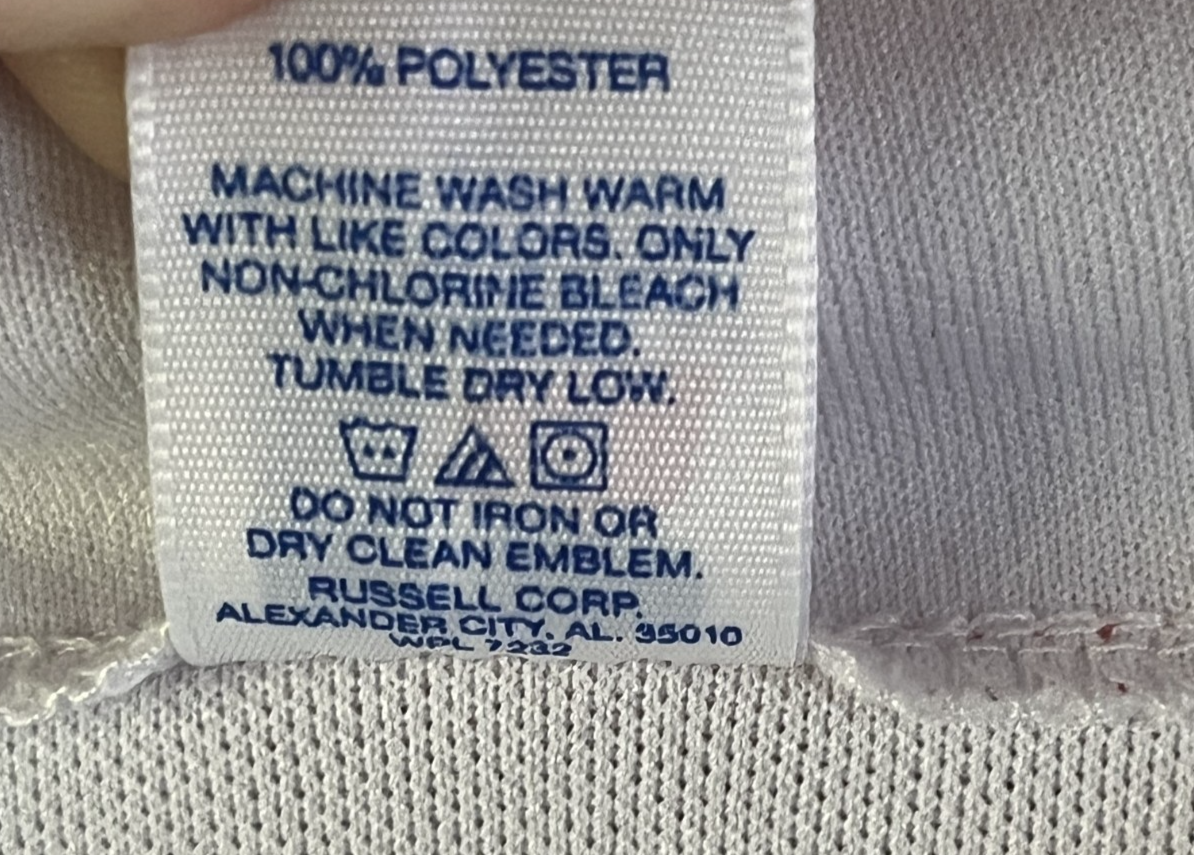 100% POLYESTER
MACHINE WASH WARM
WITH LIKE COLORS. ONLY
NON-CHLORINE BLEACH
WHEN NEEDED.
TUMBLE DRY LOW.
DO NOT IRON OR
DRY CLEAN EMBLEM.
RUSSELL CORP.
ALEXANDER CITY, AL. 35010
WPL 7232